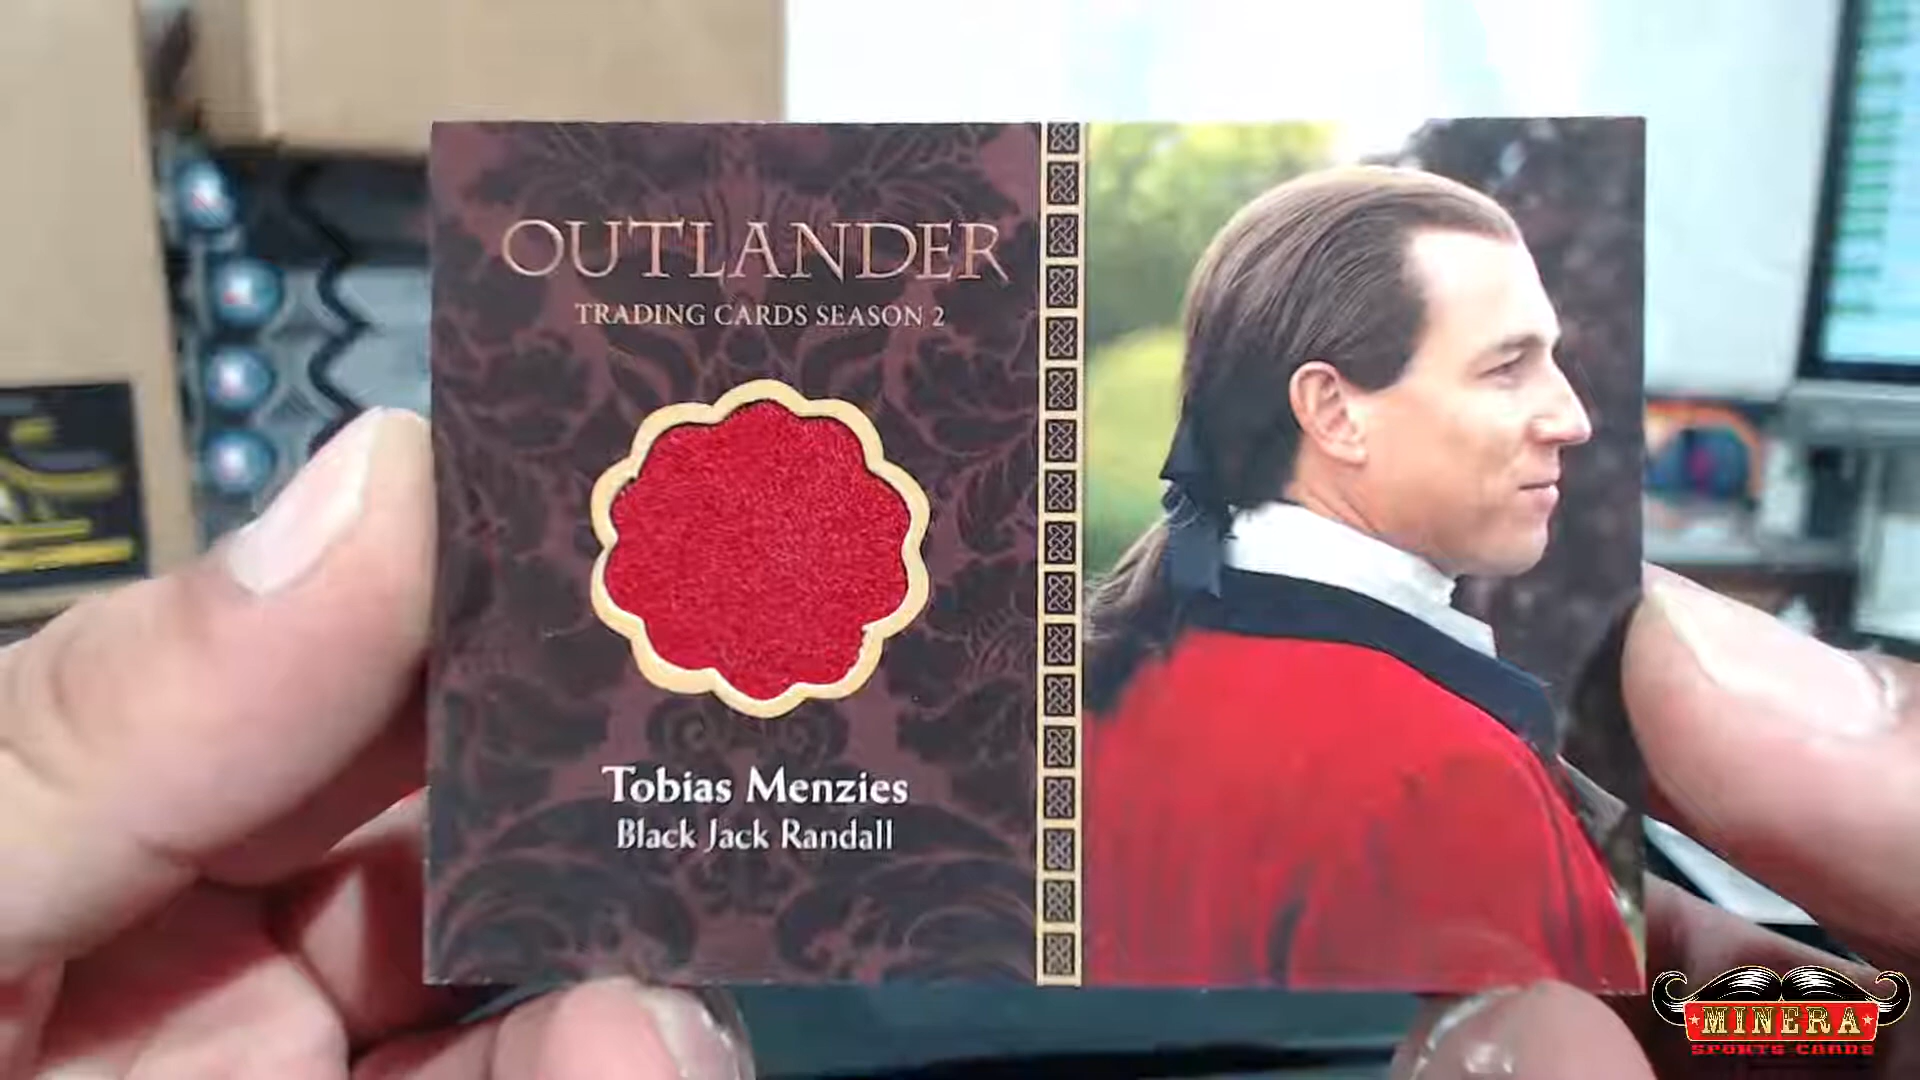 OUTLANDER
TRADING CARDS SEASON 2
Tobias Menzies
Black Jack Randall
MINERA
SPORTS CARDS